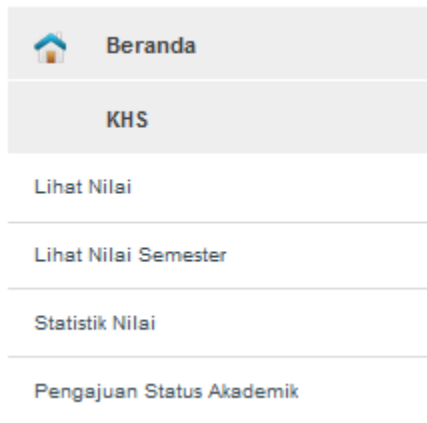 Beranda
KHS
Lihat Nilai
Lihat Nilai Semester
Statistik Nilai
Pengajuan Status Akademik